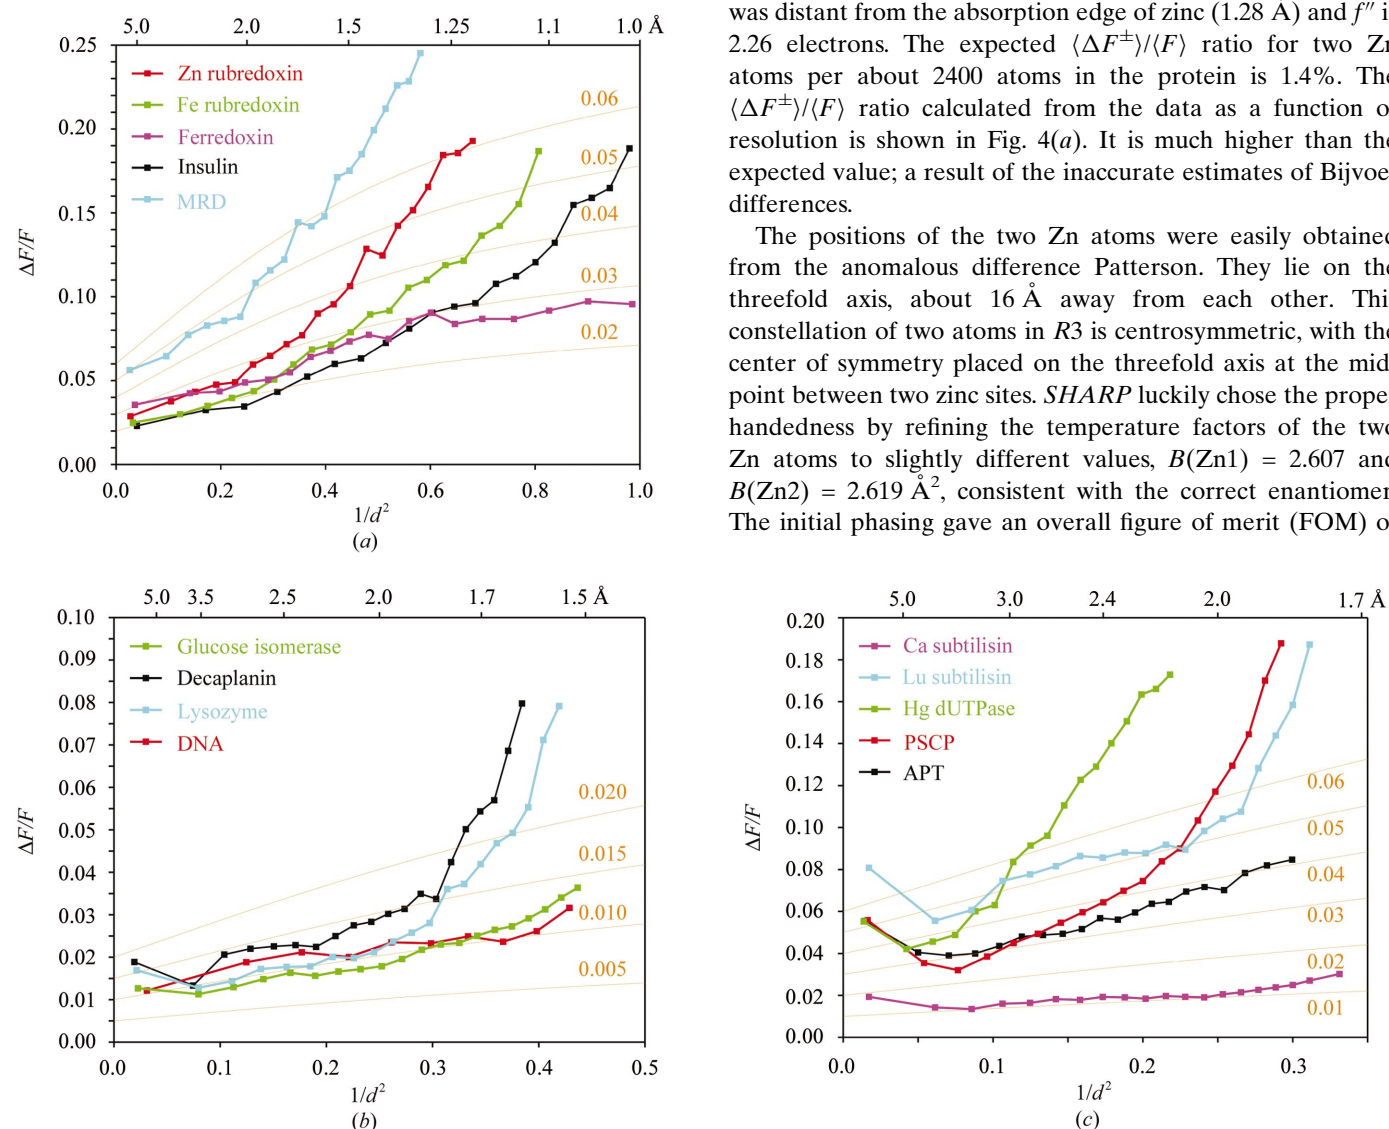 5.0 2.0 1.5 1.25 1.1 1.0 Å
0.25
0.20
0.15
0.10
0.05
0.00
ΔF/F
Zn rubredoxin
Fe rubredoxin
Ferredoxin
Insulin
MRD
0.06
0.05
0.04
0.03
0.02
0.0 0.2 0.4 0.6 0.8 1.0
1/d²
(a)
was distant from the absorption edge of zinc (1.28 Å) and f″ i
2.26 electrons. The expected ⟨ΔF±⟩/⟨F⟩ ratio for two Zn
atoms per about 2400 atoms in the protein is 1.4%. The
⟨ΔF±⟩/⟨F⟩ ratio calculated from the data as a function o
resolution is shown in Fig. 4(a). It is much higher than the
expected value; a result of the inaccurate estimates of Bijvoe
differences.
The positions of the two Zn atoms were easily obtained
from the anomalous difference Patterson. They lie on the
threefold axis, about 16 Å away from each other. Thi
constellation of two atoms in R3 is centrosymmetric, with the
center of symmetry placed on the threefold axis at the mid
point between two zinc sites. SHARP luckily chose the prope
handedness by refining the temperature factors of the two
Zn atoms to slightly different values, B(Zn1) = 2.607 and
B(Zn2) = 2.619 Å², consistent with the correct enantiomer
The initial phasing gave an overall figure of merit (FOM) o
5.0 3.5 2.5 2.0 1.7 1.5 Å
0.10
0.09
0.08
0.07
0.06
0.05
0.04
0.03
0.02
0.01
0.00
ΔF/F
Glucose isomerase
Decaplanin
Lysozyme
DNA
0.020
0.015
0.010
0.005
0.0 0.1 0.2 0.3 0.4 0.5
1/d²
(b)
5.0 3.0 2.4 2.0 1.7 Å
0.20
0.18
0.16
0.14
0.12
0.10
0.08
0.06
0.04
0.02
0.00
ΔF/F
Ca subtilisin
Lu subtilisin
Hg dUTPase
PSCP
APT
0.06
0.05
0.04
0.03
0.02
0.01
0.0 0.1 0.2 0.3
1/d²
(c)